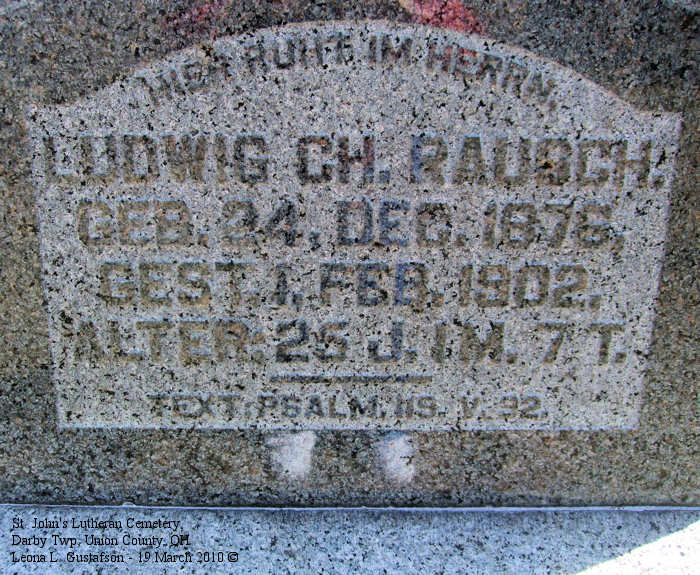 HIER RUHT IM HERRN,
LUDWIG CH. RAUSCH.
GEB. 24, DEC. 1876,
GEST. 1, FEB. 1902.
ALTER: 25 J. 1 M. 7 T.
TEXT: PSALM. 119. V. 92.
St. John's Lutheran Cemetery,
Darby Twp, Union County, OH
Leona L. Gustafson - 19 March 2010 ©